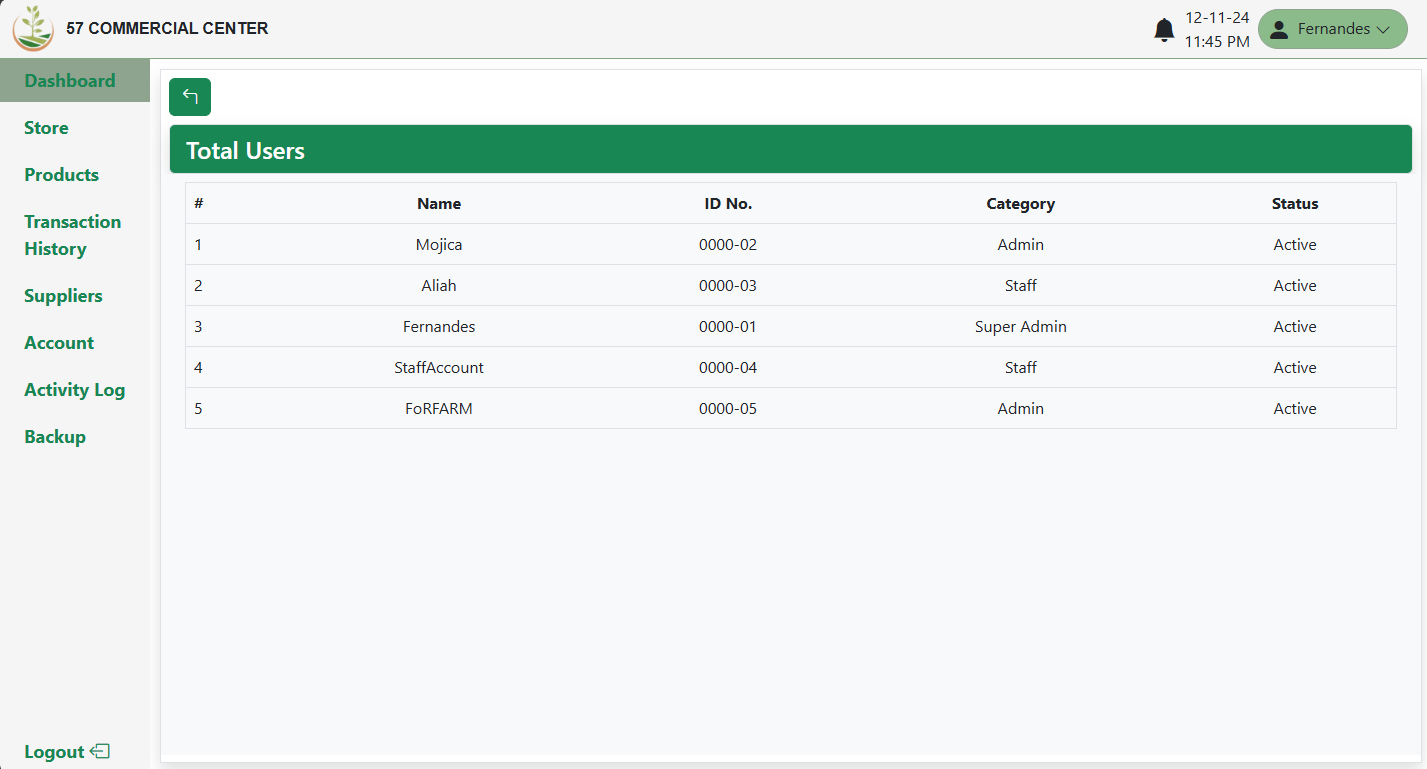 57 COMMERCIAL CENTER
12-11-24
11:45 PM
Fernandes
Dashboard
Store
Products
Transaction
History
Suppliers
Account
Activity Log
Backup
Logout
Total Users
# Name ID No. Category Status
1 Mojica 0000-02 Admin Active
2 Aliah 0000-03 Staff Active
3 Fernandes 0000-01 Super Admin Active
4 StaffAccount 0000-04 Staff Active
5 FoRFARM 0000-05 Admin Active